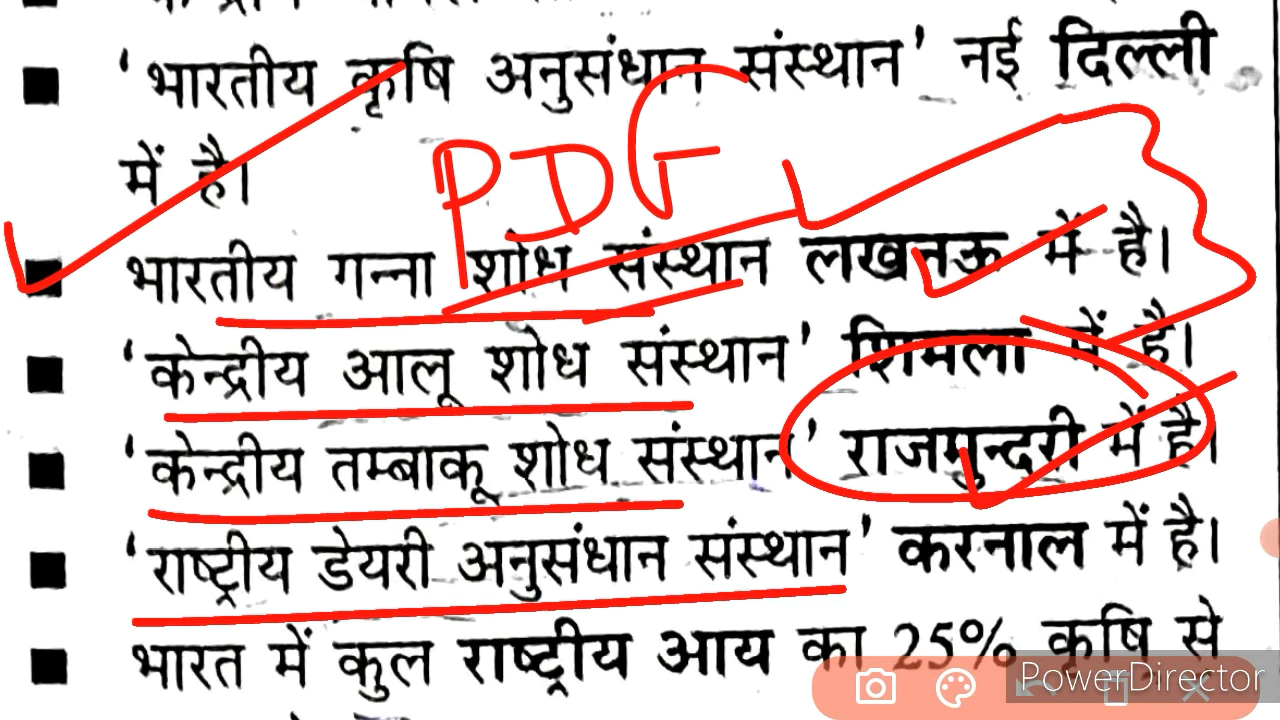 ■ 'भारतीय कृषि अनुसंधान संस्थान' नई दिल्ली
में है।
PDG
■ भारतीय गन्ना शोध संस्थान लखनऊ में है।
■ 'केन्द्रीय आलू शोध संस्थान' शिमला में है।
■ 'केन्द्रीय तम्बाकू शोध संस्थान' राजमुन्दरी में है।
■ 'राष्ट्रीय डेयरी अनुसंधान संस्थान' करनाल में है।
■ भारत में कुल राष्ट्रीय आय का 25% कृषि से
PowerDirector